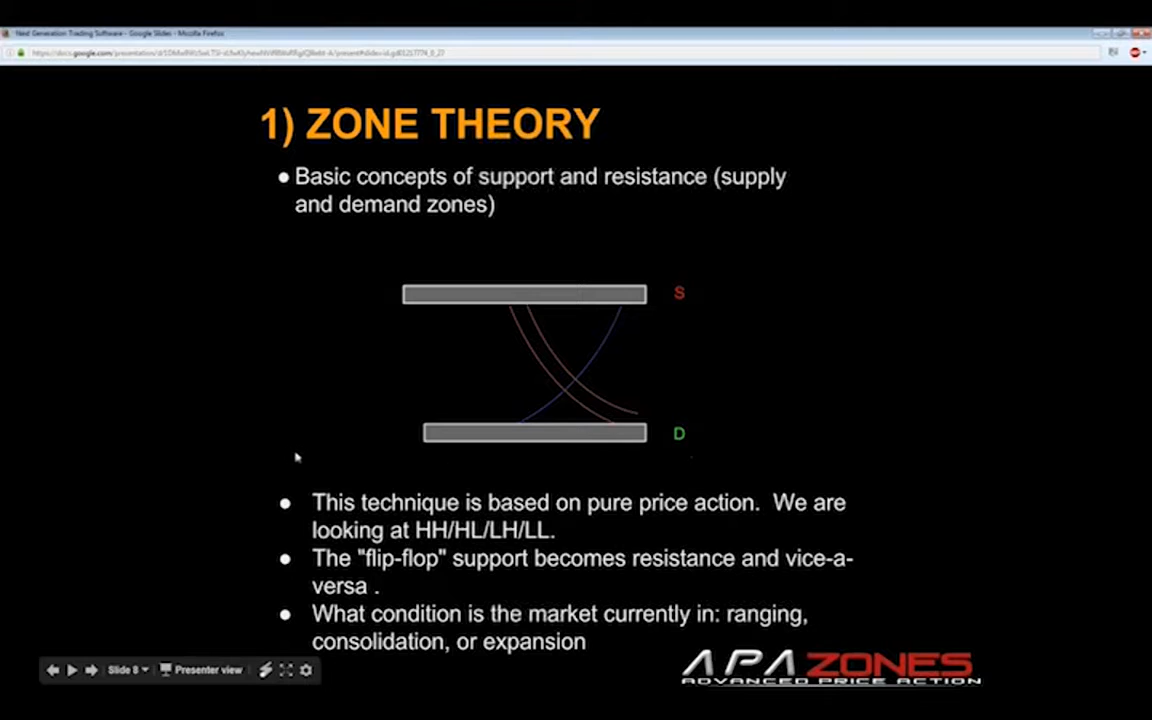 Next Generation Trading Software - Google Slides - Mozilla Firefox
1) ZONE THEORY
● Basic concepts of support and resistance (supply
and demand zones)
S
D
● This technique is based on pure price action. We are
looking at HH/HL/LH/LL.
● The "flip-flop" support becomes resistance and vice-a-
versa .
● What condition is the market currently in: ranging,
consolidation, or expansion
Slide 8 Presenter view
APA ZONES
ADVANCED PRICE ACTION